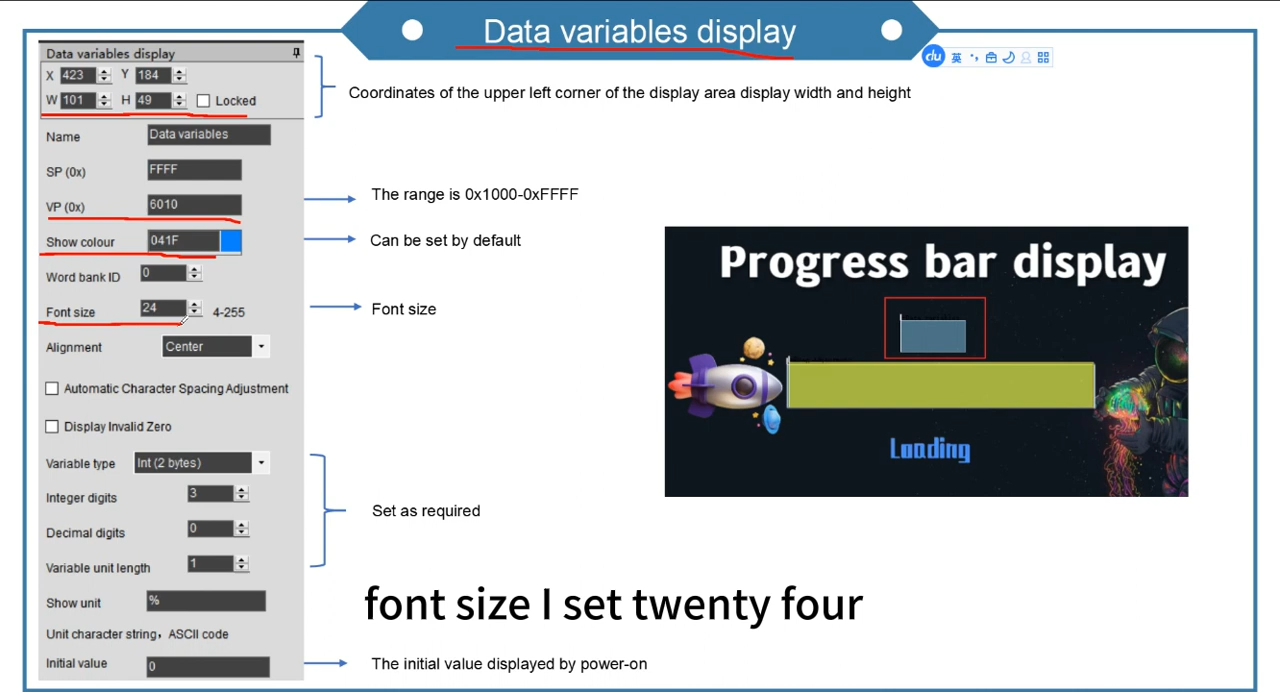 Data variables display
Data variables display
X 423 Y 184
W 101 H 49 Locked
Coordinates of the upper left corner of the display area display width and height
英
Name Data variables
SP (0x) FFFF
VP (0x) 6010
The range is 0x1000-0xFFFF
Show colour 041F
Can be set by default
Word bank ID 0
Font size 24 4-255
Font size
Alignment Center
Automatic Character Spacing Adjustment
Display Invalid Zero
Variable type Int (2 bytes)
Integer digits 3
Set as required
Decimal digits 0
Variable unit length 1
Show unit %
Unit character string，ASCII code
Initial value 0
The initial value displayed by power-on
Progress bar display
Loading
font size I set twenty four